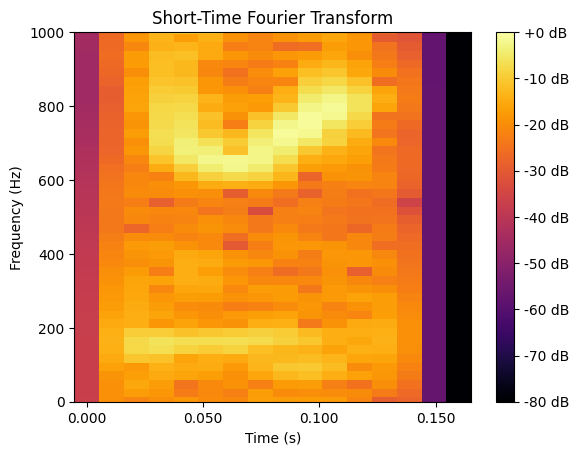 Short-Time Fourier Transform
1000
800
600
400
200
0
Frequency (Hz)
0.000
0.050
0.100
0.150
Time (s)
+0 dB
-10 dB
-20 dB
-30 dB
-40 dB
-50 dB
-60 dB
-70 dB
-80 dB